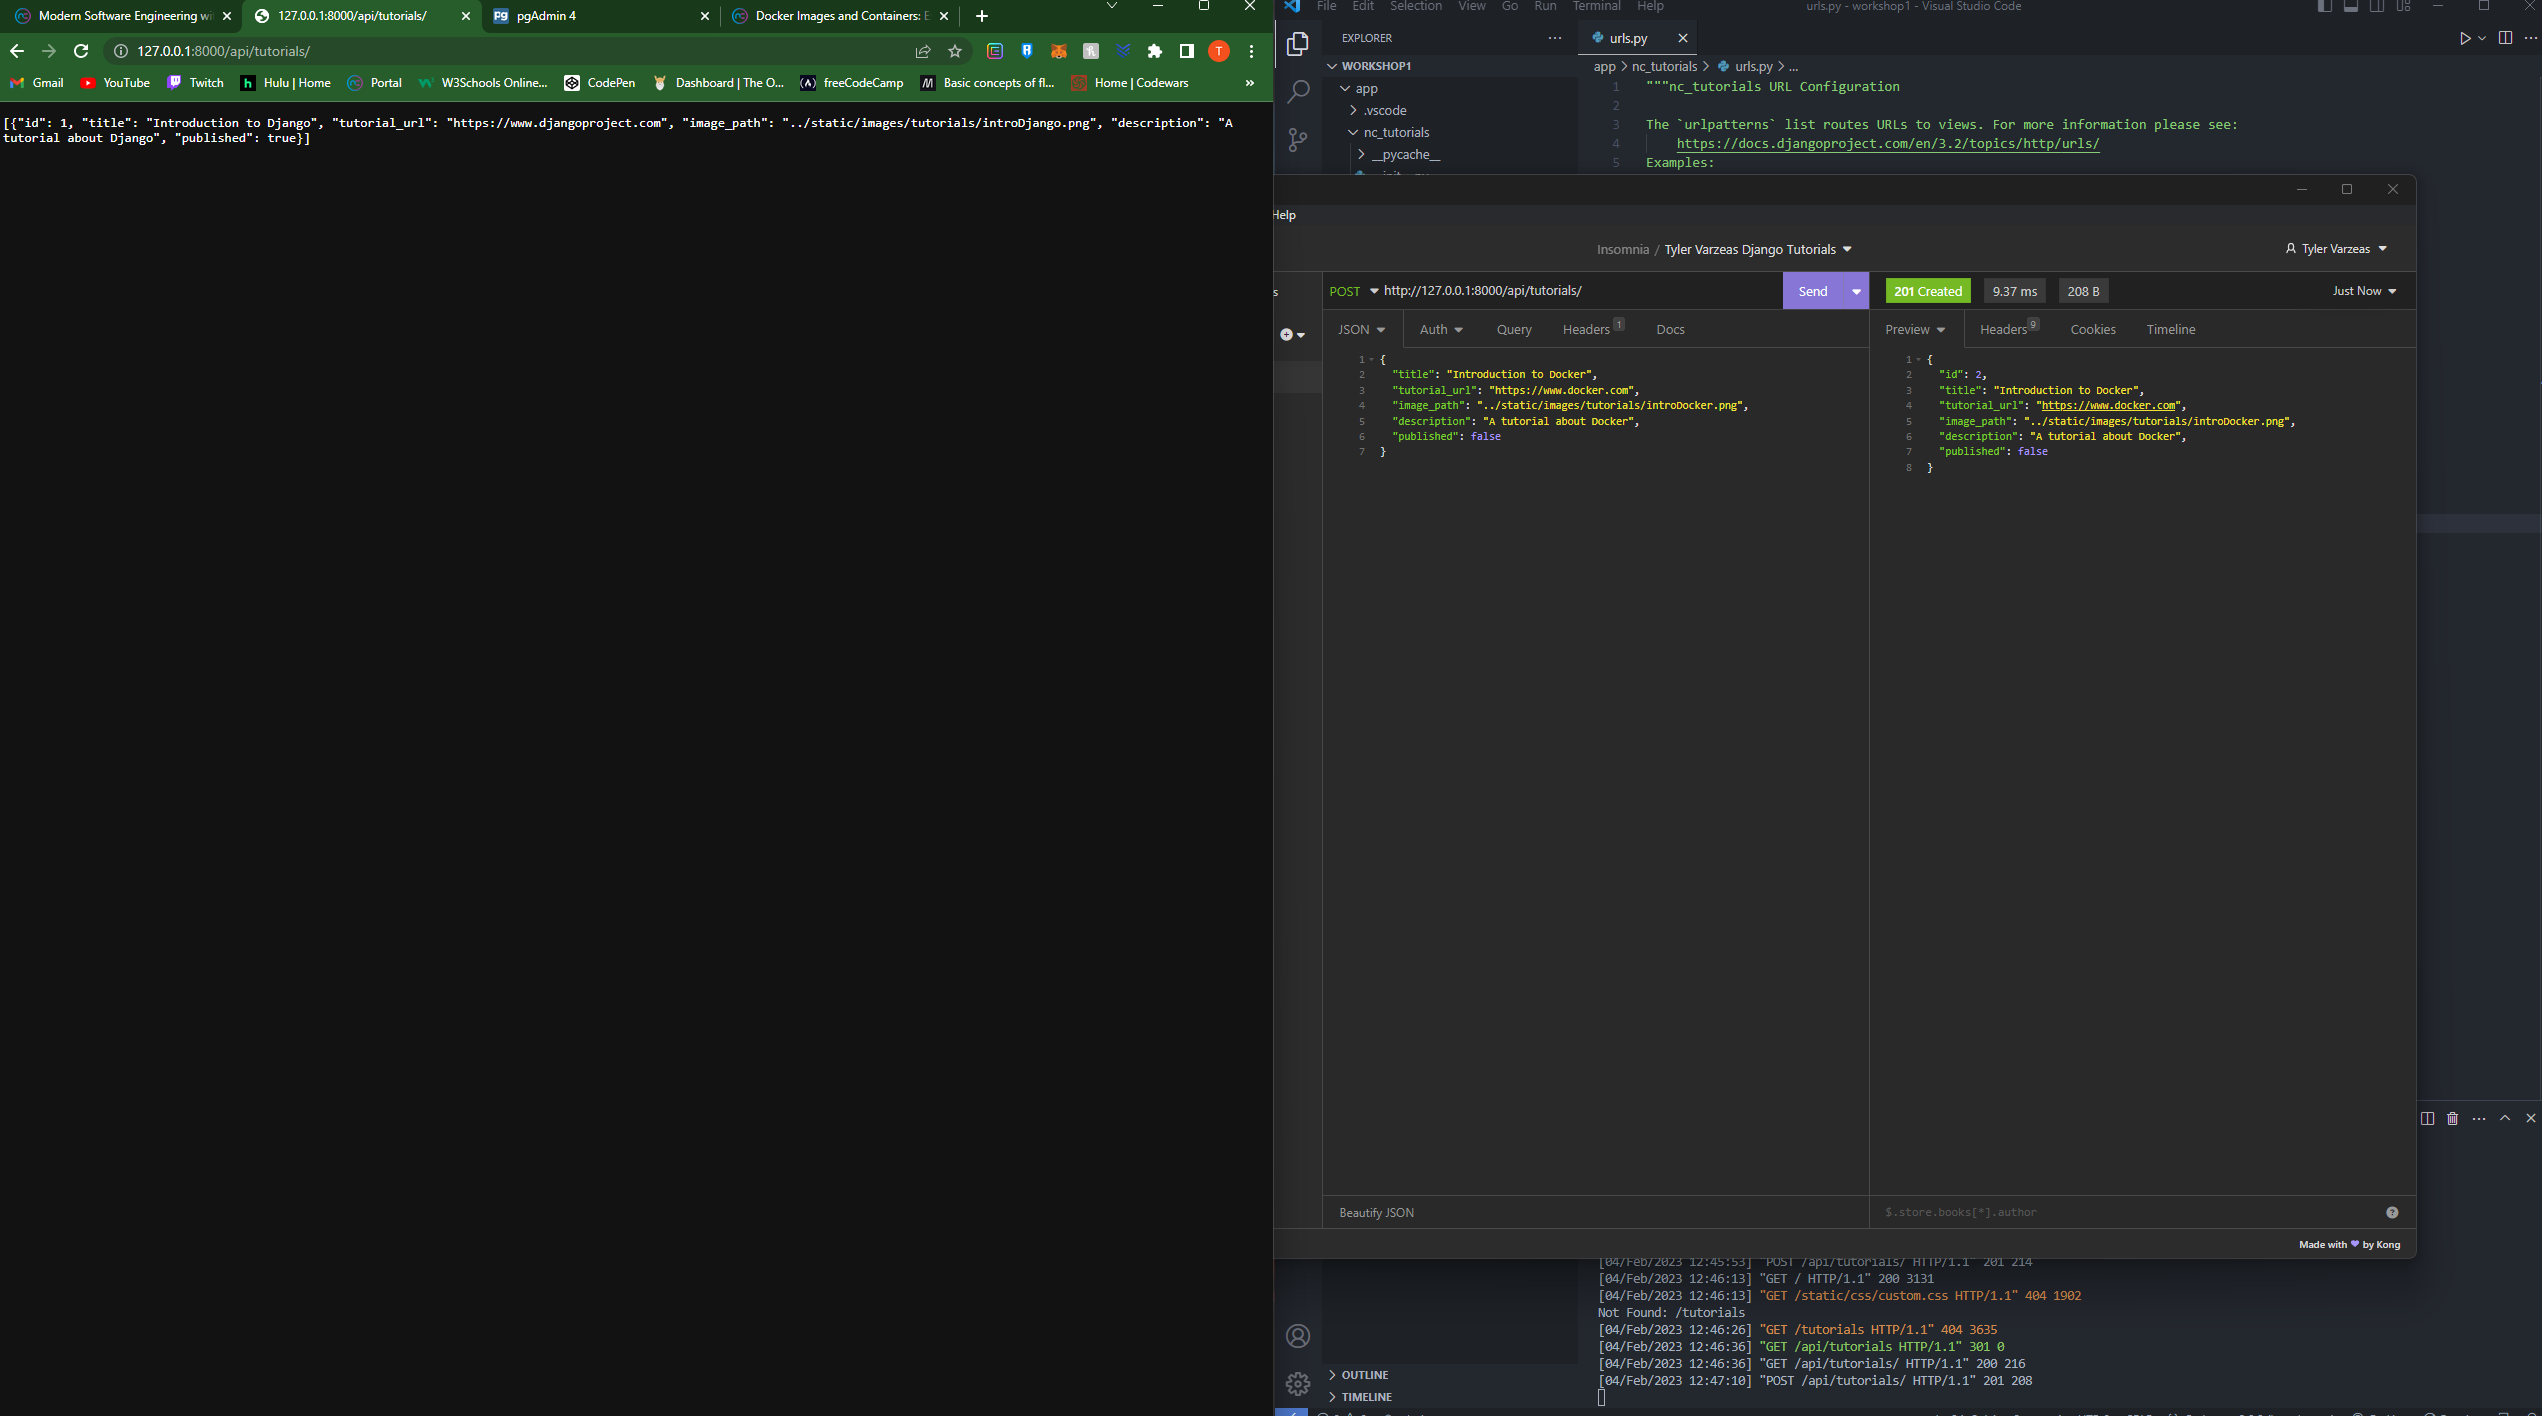 Modern Software Engineering wi
127.0.0.1:8000/api/tutorials/
pgAdmin 4
Docker Images and Containers: E
127.0.0.1:8000/api/tutorials/
T
Gmail
YouTube
Twitch
Hulu | Home
Portal
W3Schools Online...
CodePen
Dashboard | The O...
freeCodeCamp
Basic concepts of fl...
Home | Codewars
»
[{"id": 1, "title": "Introduction to Django", "tutorial_url": "https://www.djangoproject.com", "image_path": "../static/images/tutorials/introDjango.png", "description": "A
tutorial about Django", "published": true}]
File Edit Selection View Go Run Terminal Help
urls.py - workshop1 - Visual Studio Code
EXPLORER
WORKSHOP1
app
.vscode
nc_tutorials
__pycache__
urls.py
app > nc_tutorials > urls.py > ...
1 """nc_tutorials URL Configuration
2
3 The `urlpatterns` list routes URLs to views. For more information please see:
4 https://docs.djangoproject.com/en/3.2/topics/http/urls/
5 Examples:
Help
Insomnia / Tyler Varzeas Django Tutorials
Tyler Varzeas
s
POST http://127.0.0.1:8000/api/tutorials/
Send
201 Created
9.37 ms
208 B
Just Now
JSON
Auth
Query
Headers 1
Docs
1 {
2 "title": "Introduction to Docker",
3 "tutorial_url": "https://www.docker.com",
4 "image_path": "../static/images/tutorials/introDocker.png",
5 "description": "A tutorial about Docker",
6 "published": false
7 }
Beautify JSON
Preview
Headers 9
Cookies
Timeline
1 {
2 "id": 2,
3 "title": "Introduction to Docker",
4 "tutorial_url": "https://www.docker.com",
5 "image_path": "../static/images/tutorials/introDocker.png",
6 "description": "A tutorial about Docker",
7 "published": false
8 }
$.store.books[*].author
Made with ❤ by Kong
[04/Feb/2023 12:45:53] "POST /api/tutorials/ HTTP/1.1" 201 214
[04/Feb/2023 12:46:13] "GET / HTTP/1.1" 200 3131
[04/Feb/2023 12:46:13] "GET /static/css/custom.css HTTP/1.1" 404 1902
Not Found: /tutorials
[04/Feb/2023 12:46:26] "GET /tutorials HTTP/1.1" 404 3635
[04/Feb/2023 12:46:36] "GET /api/tutorials HTTP/1.1" 301 0
[04/Feb/2023 12:46:36] "GET /api/tutorials/ HTTP/1.1" 200 216
[04/Feb/2023 12:47:10] "POST /api/tutorials/ HTTP/1.1" 201 208
OUTLINE
TIMELINE